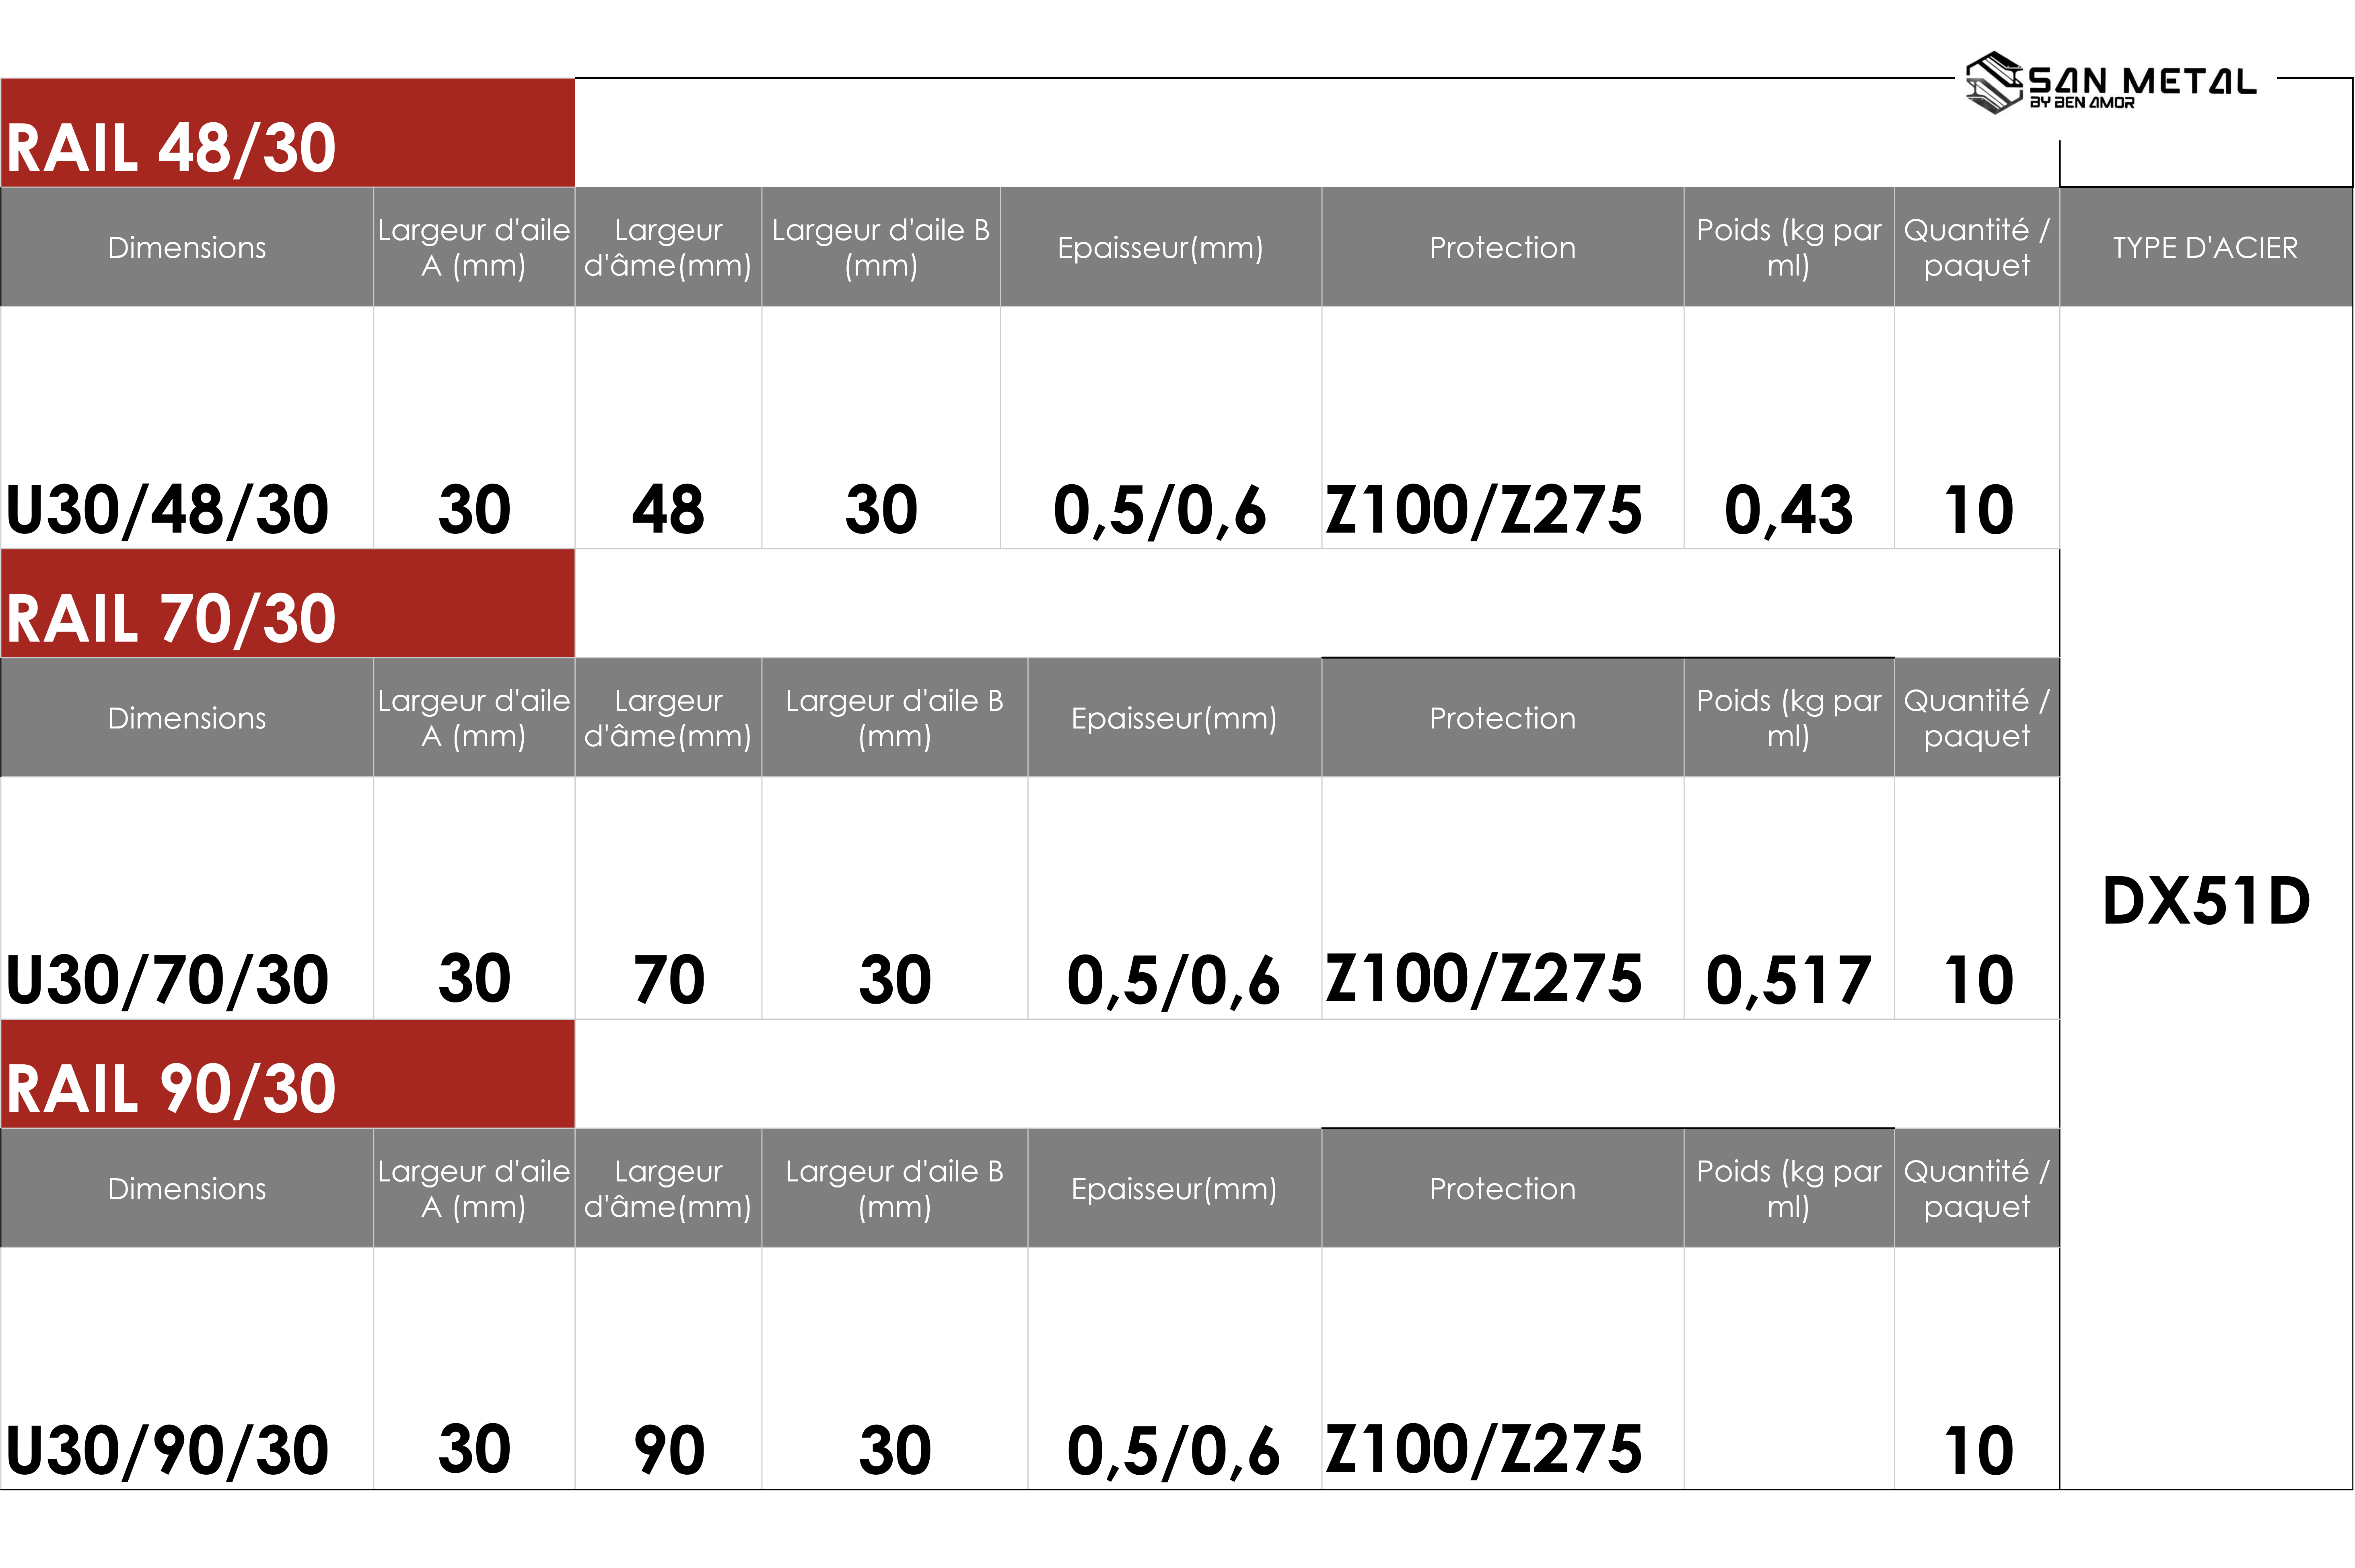 SAN METAL
BY BEN AMOR
RAIL 48/30
Dimensions
Largeur d'aile
A (mm)
Largeur
d'âme(mm)
Largeur d'aile B
(mm)
Epaisseur(mm)
Protection
Poids (kg par
ml)
Quantité /
paquet
TYPE D'ACIER
U30/48/30 30 48 30 0,5/0,6 Z100/Z275 0,43 10
RAIL 70/30
Dimensions
Largeur d'aile
A (mm)
Largeur
d'âme(mm)
Largeur d'aile B
(mm)
Epaisseur(mm)
Protection
Poids (kg par
ml)
Quantité /
paquet
DX51D
U30/70/30 30 70 30 0,5/0,6 Z100/Z275 0,517 10
RAIL 90/30
Dimensions
Largeur d'aile
A (mm)
Largeur
d'âme(mm)
Largeur d'aile B
(mm)
Epaisseur(mm)
Protection
Poids (kg par
ml)
Quantité /
paquet
U30/90/30 30 90 30 0,5/0,6 Z100/Z275 10